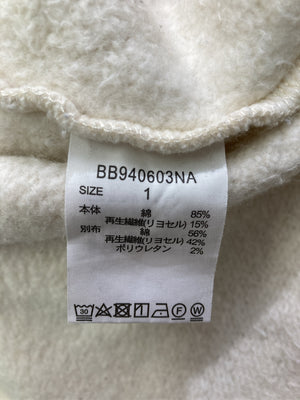 BB940603NA
SIZE 1
本体 綿 85%
再生繊維(リヨセル) 15%
別布 綿 56%
再生繊維(リヨセル) 42%
ポリウレタン 2%
30 F W